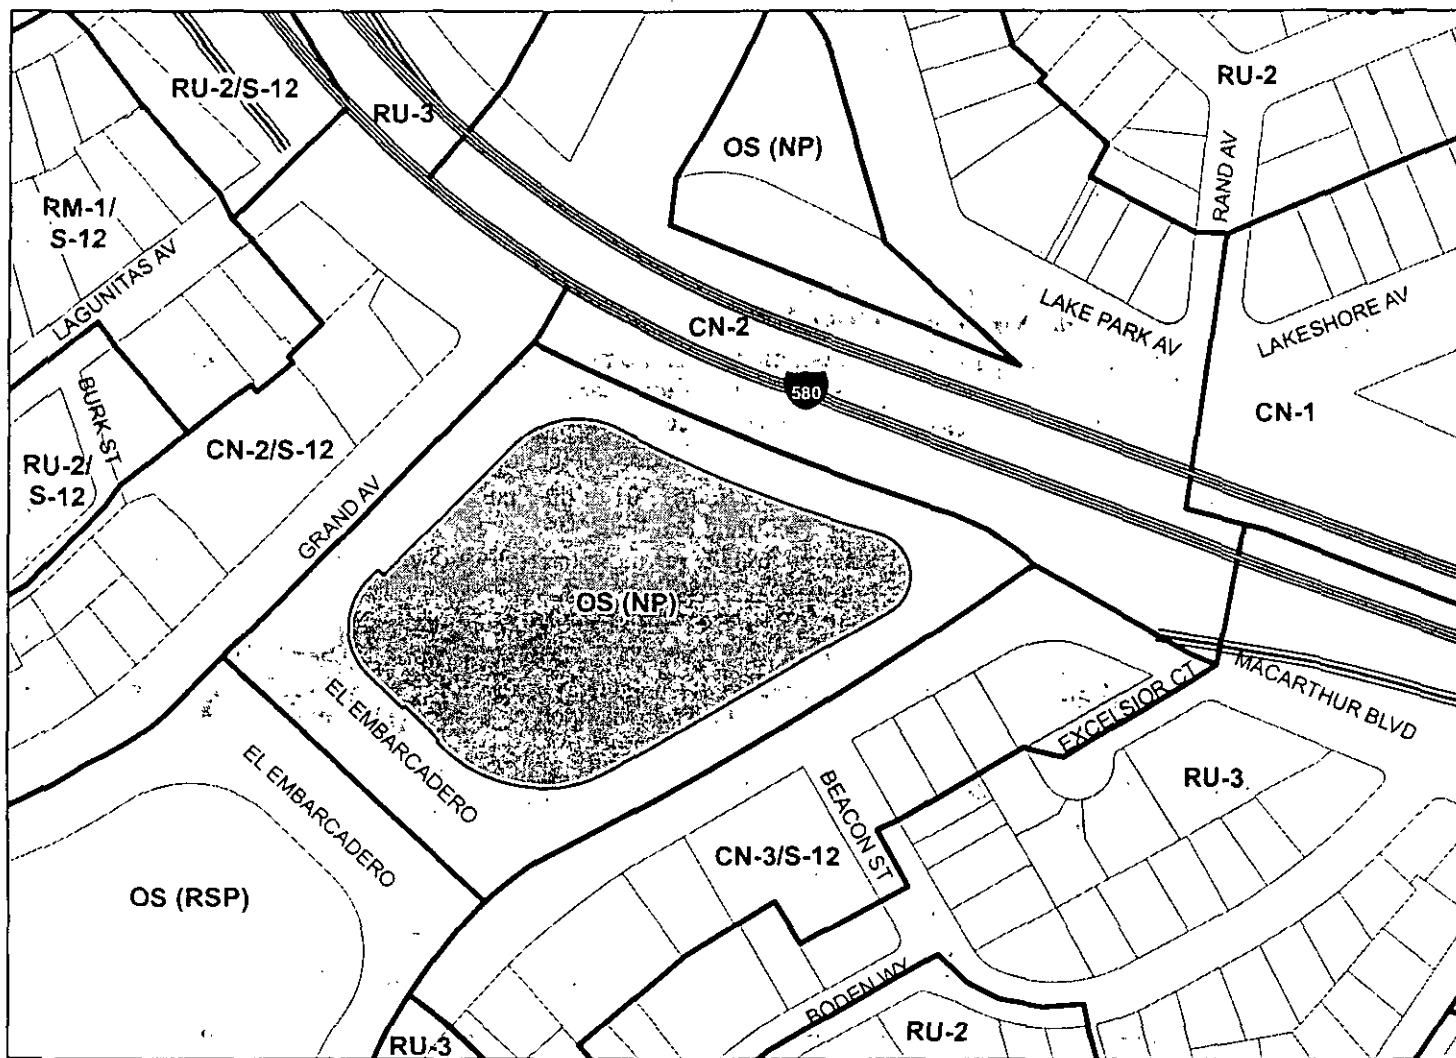 RU-2/S-12
RU-3
OS (NP)
RU-2
RAND AV
RM-1/
S-12
LAGUNITAS AV
LAKE PARK AV
LAKESHORE AV
CN-2
580
CN-1
BURK ST
RU-2/
S-12
CN-2/S-12
GRAND AV
OS (NP)
EL EMBARCADERO
EL EMBARCADERO
EXCELSIOR CT
MACARTHUR BLVD
RU-3
BEACON ST
CN-3/S-12
OS (RSP)
BODEN WY
RU-3
RU-2